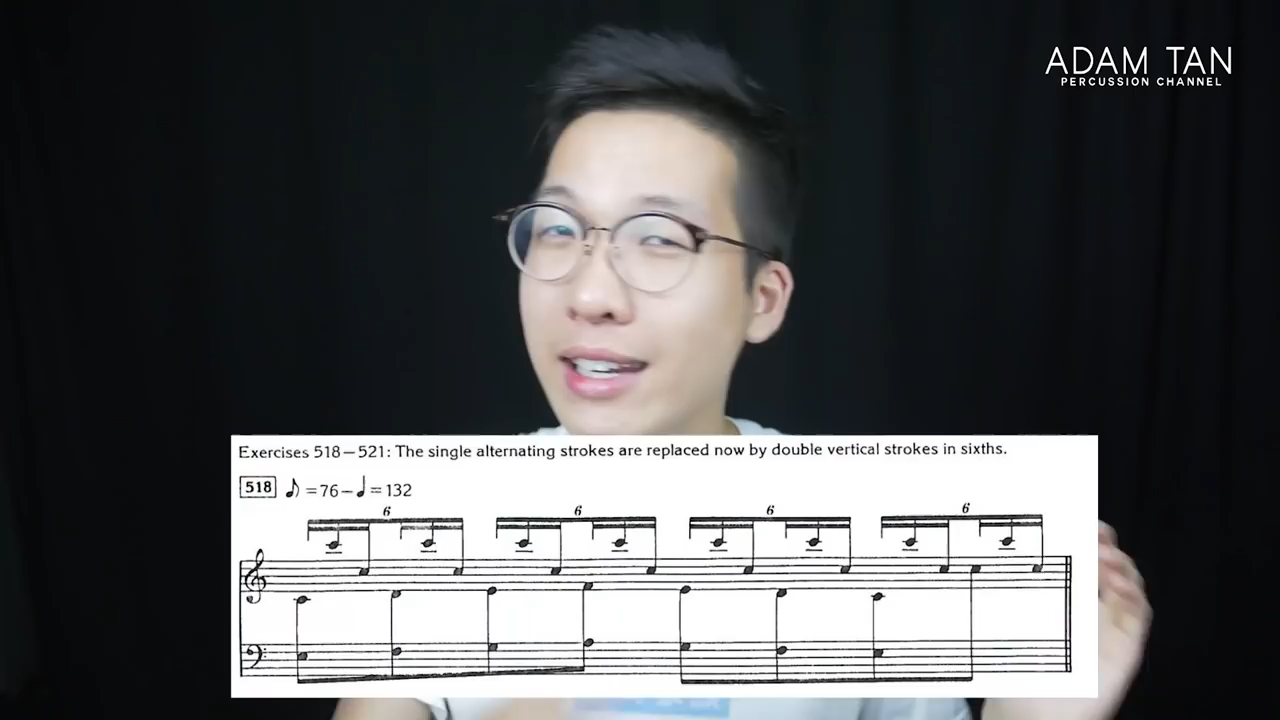 ADAM TAN
PERCUSSION CHANNEL
Exercises 518—521: The single alternating strokes are replaced now by double vertical strokes in sixths.
518 ♪ = 76 – ♩ = 132
6 6 6 6